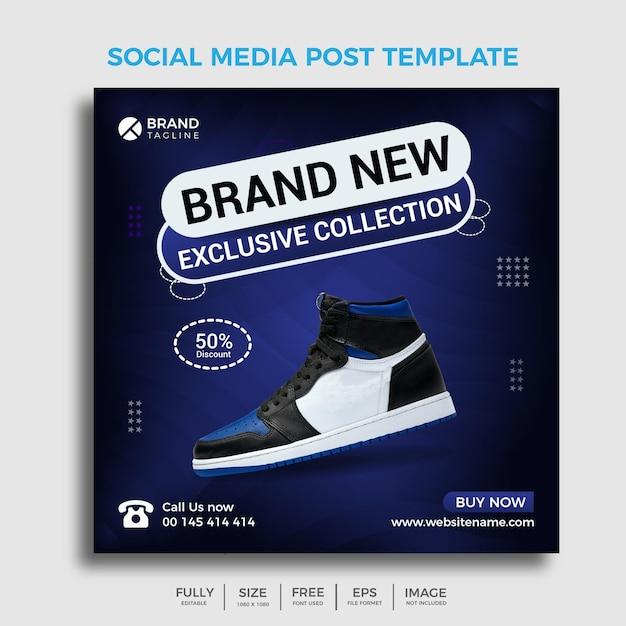 SOCIAL MEDIA POST TEMPLATE
BRAND
TAGLINE
BRAND NEW
EXCLUSIVE COLLECTION
50%
Discount
Call Us now
00 145 414 414
BUY NOW
www.websitename.com
FULLY
EDITABLE
SIZE
1080 X 1080
FREE
FONT USED
EPS
FILE FORMET
IMAGE
NOT INCLUDED